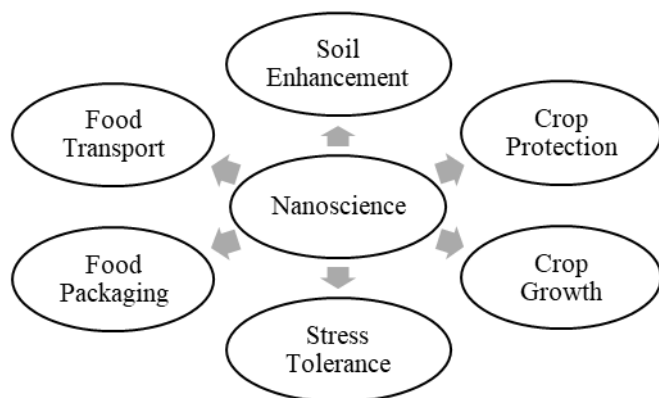 Soil
Enhancement
Food
Transport
Crop
Protection
Nanoscience
Food
Packaging
Crop
Growth
Stress
Tolerance